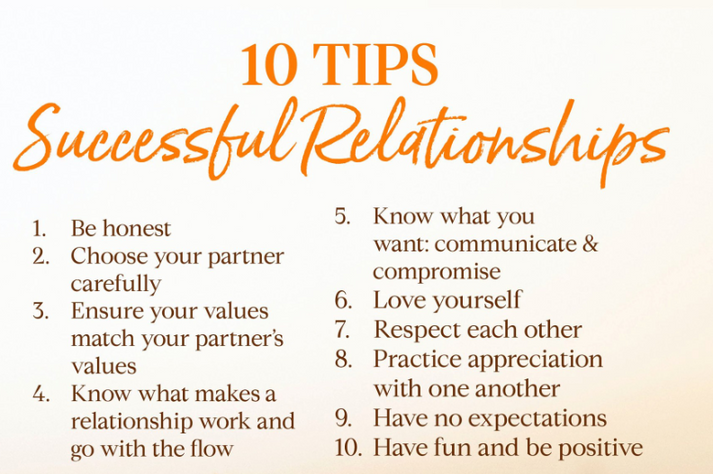 10 TIPS
Successful Relationships
1. Be honest
2. Choose your partner
carefully
3. Ensure your values
match your partner's
values
4. Know what makes a
relationship work and
go with the flow
5. Know what you
want: communicate &
compromise
6. Love yourself
7. Respect each other
8. Practice appreciation
with one another
9. Have no expectations
10. Have fun and be positive